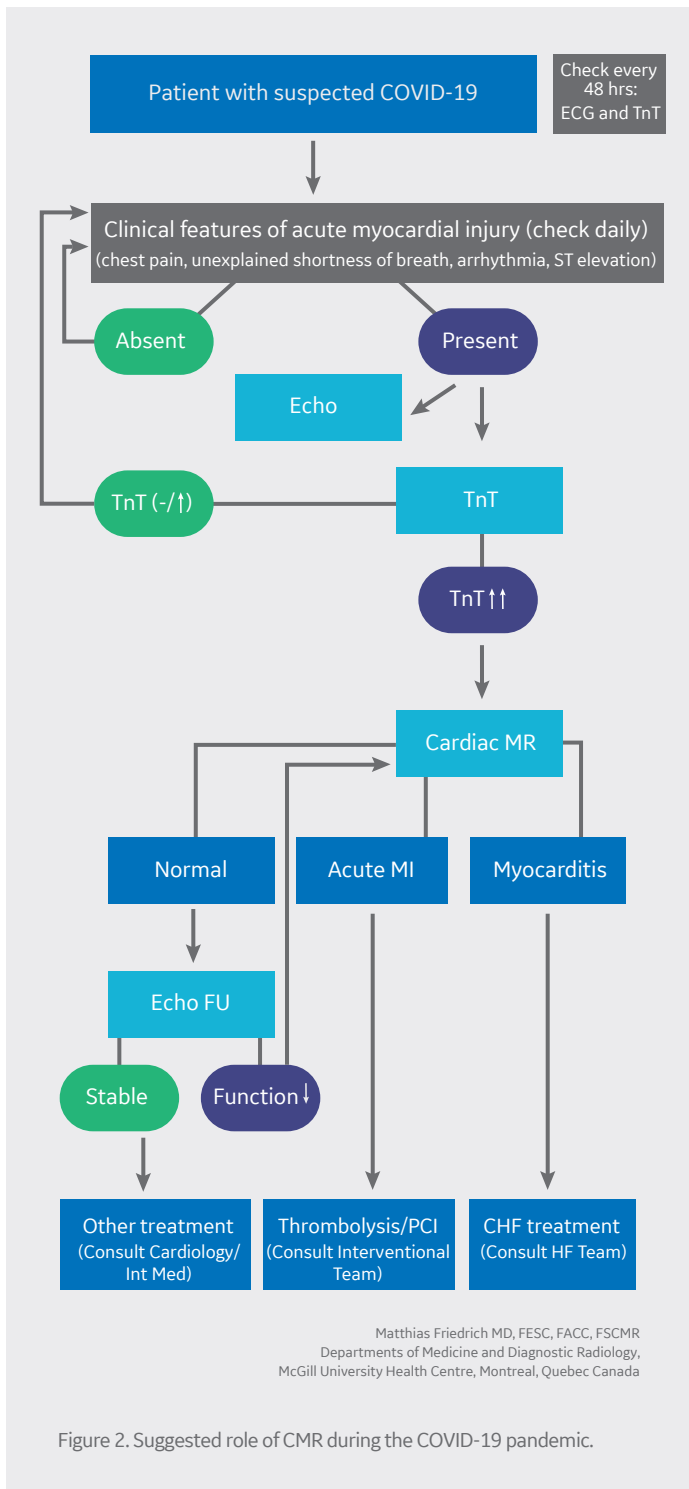 Patient with suspected COVID-19
Check every
48 hrs:
ECG and TnT
Clinical features of acute myocardial injury (check daily)
(chest pain, unexplained shortness of breath, arrhythmia, ST elevation)
Absent
Present
Echo
TnT (-/↑)
TnT
TnT ↑↑
Cardiac MR
Normal
Acute MI
Myocarditis
Echo FU
Stable
Function ↓
Other treatment
(Consult Cardiology/
Int Med)
Thrombolysis/PCI
(Consult Interventional
Team)
CHF treatment
(Consult HF Team)
Matthias Friedrich MD, FESC, FACC, FSCMR
Departments of Medicine and Diagnostic Radiology,
McGill University Health Centre, Montreal, Quebec Canada
Figure 2. Suggested role of CMR during the COVID-19 pandemic.